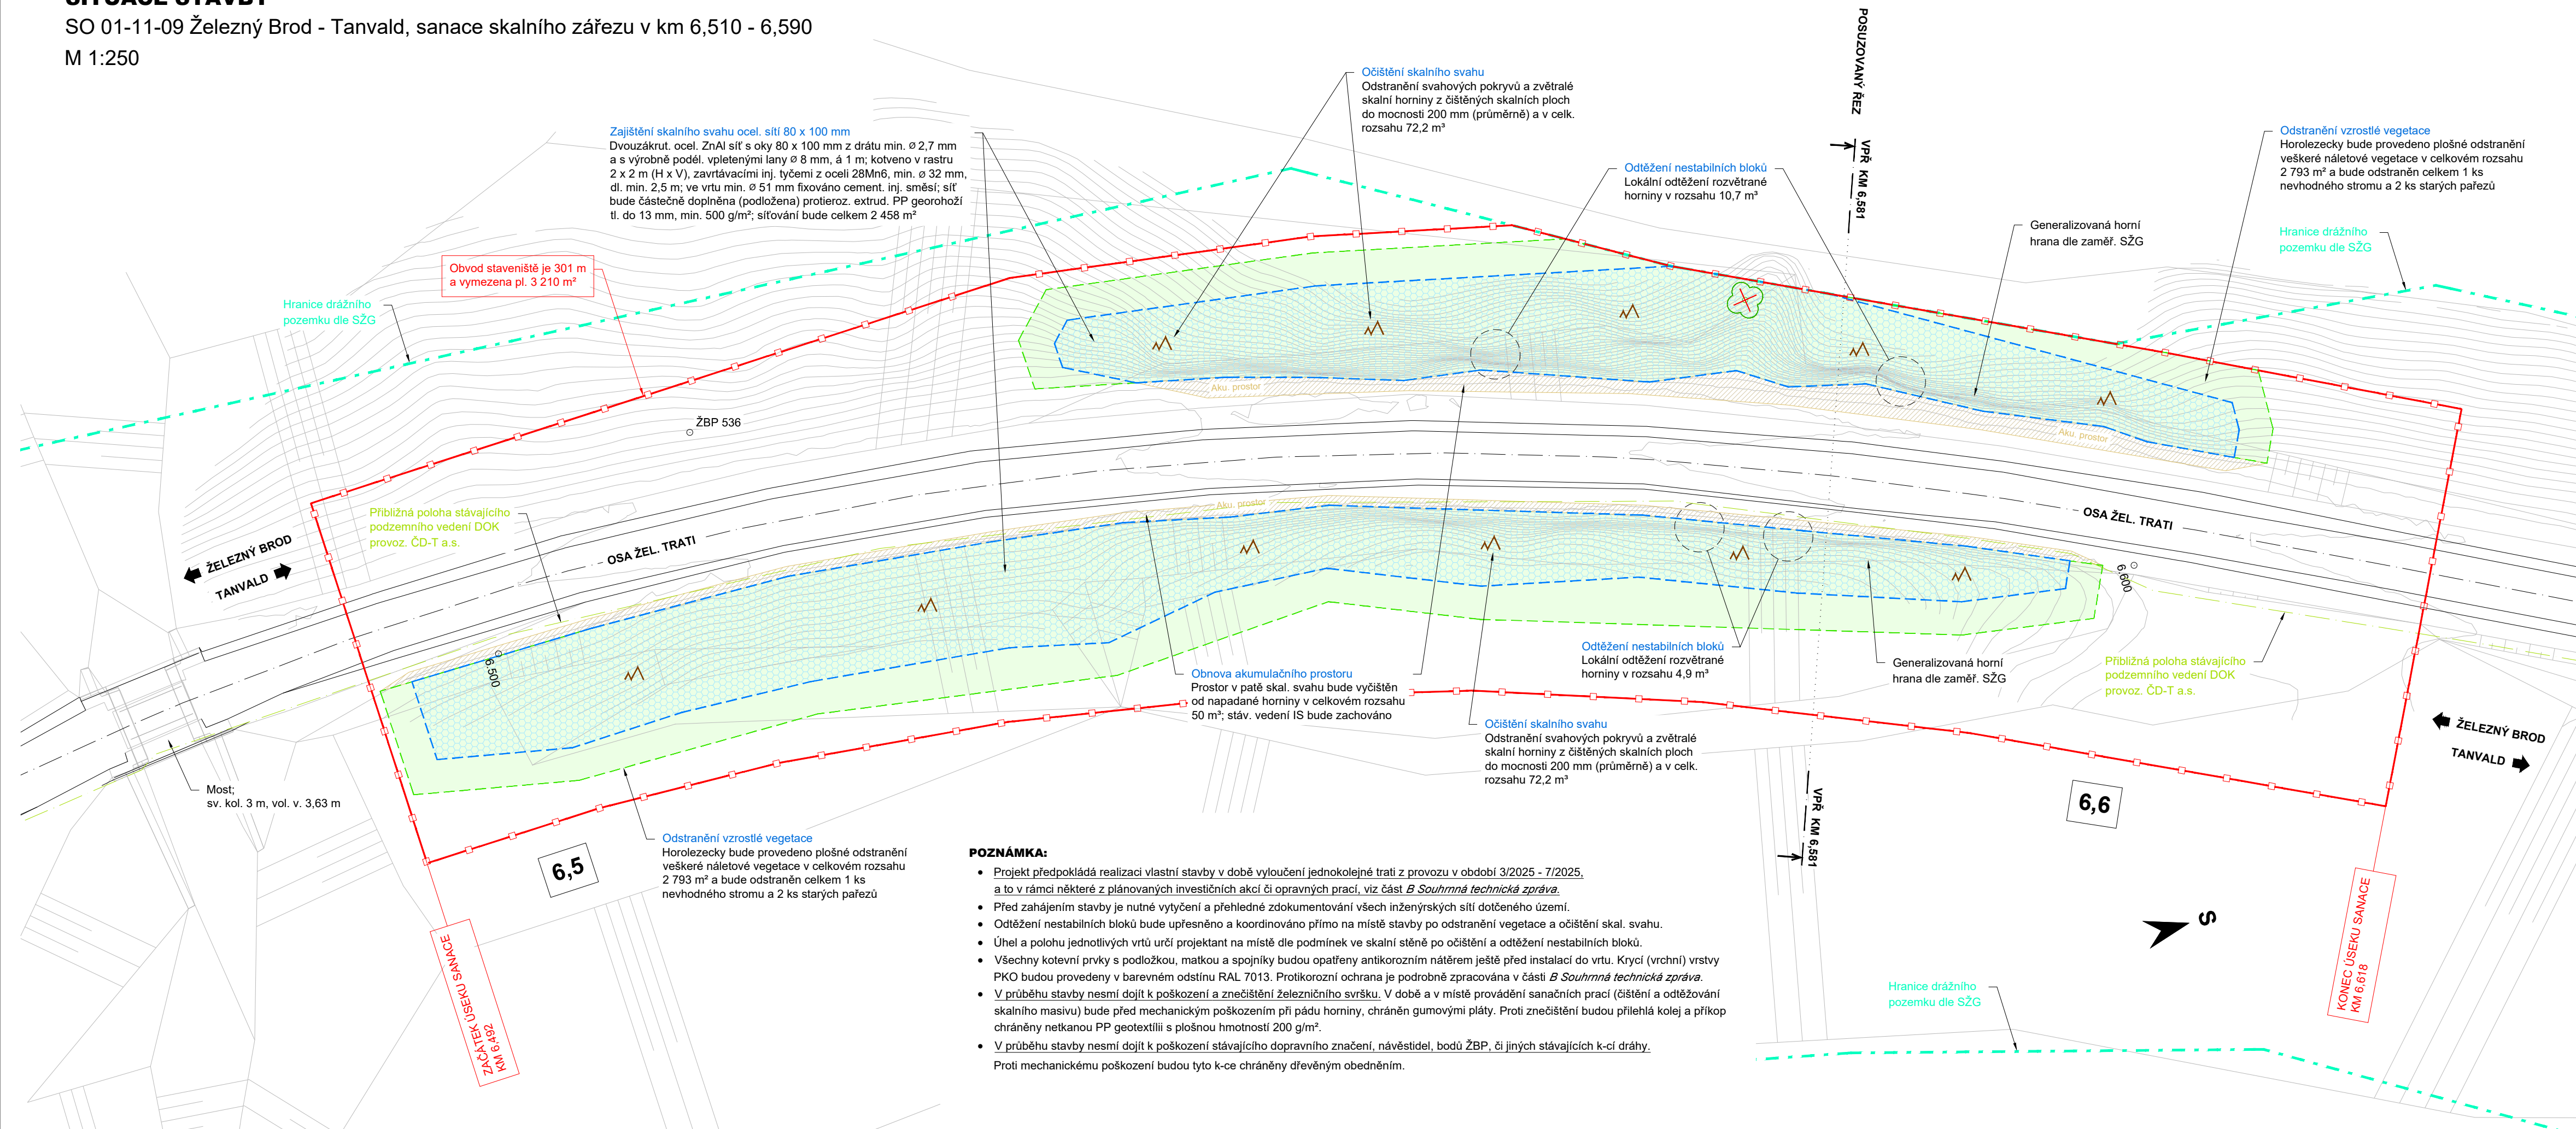 SITUACE STAVBY
SO 01-11-09 Železný Brod - Tanvald, sanace skalního zářezu v km 6,510 - 6,590
M 1:250
Zajištění skalního svahu ocel. sítí 80 x 100 mm
Dvouzákrut. ocel. ZnAl síť s oky 80 x 100 mm z drátu min. ø 2,7 mm
a s výrobně podél. vpletenými lany ø 8 mm, á 1 m; kotveno v rastru
2 x 2 m (H x V), zavrtávacími inj. tyčemi z oceli 28Mn6, min. ø 32 mm,
dl. min. 2,5 m; ve vrtu min. ø 51 mm fixováno cement. inj. směsí; síť
bude částečně doplněna (podložena) protieroz. extrud. PP georohoží
tl. do 13 mm, min. 500 g/m²; síťování bude celkem 2 458 m²
Očištění skalního svahu
Odstranění svahových pokryvů a zvětralé
skalní horniny z čištěných skalních ploch
do mocnosti 200 mm (průměrně) a v celk.
rozsahu 72,2 m³
Odtěžení nestabilních bloků
Lokální odtěžení rozvětrané
horniny v rozsahu 10,7 m³
POSUZOVANÝ ŘEZ
VPŘ KM 6,581
Generalizovaná horní
hrana dle zaměř. SŽG
Odstranění vzrostlé vegetace
Horolezecky bude provedeno plošné odstranění
veškeré náletové vegetace v celkovém rozsahu
2 793 m² a bude odstraněn celkem 1 ks
nevhodného stromu a 2 ks starých pařezů
Hranice drážního
pozemku dle SŽG
Obvod staveniště je 301 m
a vymezena pl. 3 210 m²
Hranice drážního
pozemku dle SŽG
ŽBP 536
Aku. prostor
Aku. prostor
Přibližná poloha stávajícího
podzemního vedení DOK
provoz. ČD-T a.s.
ŽELEZNÝ BROD
TANVALD
OSA ŽEL. TRATI
Aku. prostor
OSA ŽEL. TRATI
6.500
6.600
Most;
sv. kol. 3 m, vol. v. 3,63 m
Obnova akumulačního prostoru
Prostor v patě skal. svahu bude vyčištěn
od napadané horniny v celkovém rozsahu
50 m³; stáv. vedení IS bude zachováno
Odtěžení nestabilních bloků
Lokální odtěžení rozvětrané
horniny v rozsahu 4,9 m³
Generalizovaná horní
hrana dle zaměř. SŽG
Přibližná poloha stávajícího
podzemního vedení DOK
provoz. ČD-T a.s.
Očištění skalního svahu
Odstranění svahových pokryvů a zvětralé
skalní horniny z čištěných skalních ploch
do mocnosti 200 mm (průměrně) a v celk.
rozsahu 72,2 m³
ŽELEZNÝ BROD
TANVALD
VPŘ KM 6,581
6,6
6,5
Odstranění vzrostlé vegetace
Horolezecky bude provedeno plošné odstranění
veškeré náletové vegetace v celkovém rozsahu
2 793 m² a bude odstraněn celkem 1 ks
nevhodného stromu a 2 ks starých pařezů
ZAČÁTEK ÚSEKU SANACE
KM 6,492
KONEC ÚSEKU SANACE
KM 6,618
S
Hranice drážního
pozemku dle SŽG
POZNÁMKA:
• Projekt předpokládá realizaci vlastní stavby v době vyloučení jednokolejné trati z provozu v období 3/2025 - 7/2025,
a to v rámci některé z plánovaných investičních akcí či opravných prací, viz část B Souhrnná technická zpráva.
• Před zahájením stavby je nutné vytyčení a přehledné zdokumentování všech inženýrských sítí dotčeného území.
• Odtěžení nestabilních bloků bude upřesněno a koordinováno přímo na místě stavby po odstranění vegetace a očištění skal. svahu.
• Úhel a polohu jednotlivých vrtů určí projektant na místě dle podmínek ve skalní stěně po očištění a odtěžení nestabilních bloků.
• Všechny kotevní prvky s podložkou, matkou a spojníky budou opatřeny antikorozním nátěrem ještě před instalací do vrtu. Krycí (vrchní) vrstvy
PKO budou provedeny v barevném odstínu RAL 7013. Protikorozní ochrana je podrobně zpracována v části B Souhrnná technická zpráva.
• V průběhu stavby nesmí dojít k poškození a znečištění železničního svršku. V době a v místě provádění sanačních prací (čištění a odtěžování
skalního masivu) bude před mechanickým poškozením při pádu horniny, chráněn gumovými pláty. Proti znečištění budou přilehlá kolej a příkop
chráněny netkanou PP geotextílii s plošnou hmotností 200 g/m².
• V průběhu stavby nesmí dojít k poškození stávajícího dopravního značení, návěstidel, bodů ŽBP, či jiných stávajících k-cí dráhy.
Proti mechanickému poškození budou tyto k-ce chráněny dřevěným obedněním.